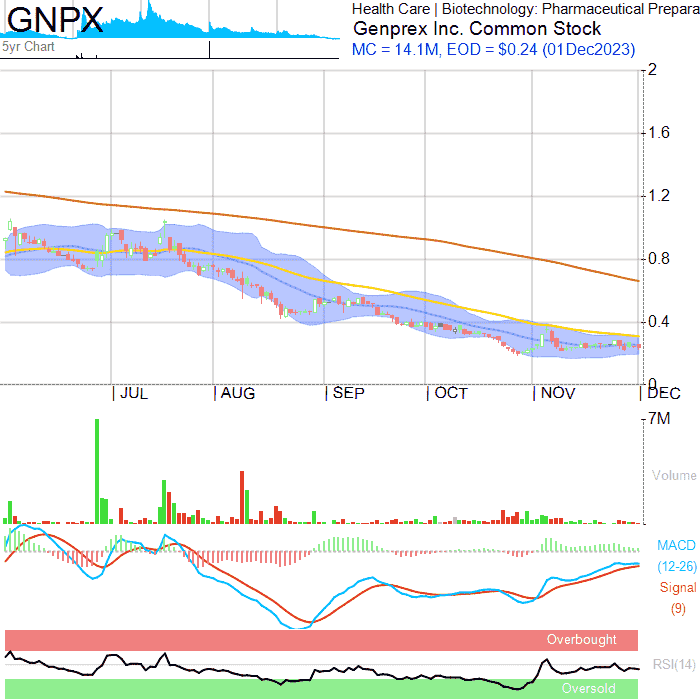 GNPX
5yr Chart
Health Care | Biotechnology: Pharmaceutical Prepara
Genprex Inc. Common Stock
MC = 14.1M, EOD = $0.24 (01Dec2023)
2
1.6
1.2
0.8
0.4
0
JUL
AUG
SEP
OCT
NOV
DEC
7M
Volume
MACD
(12-26)
Signal
(9)
Overbought
RSI(14)
Oversold